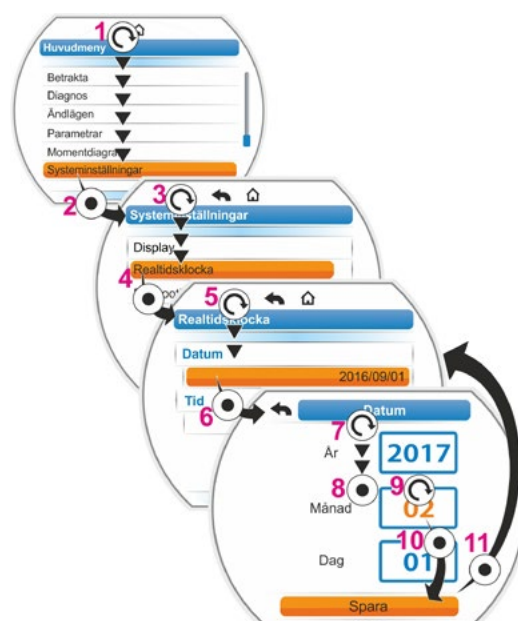 1
Huvudmeny
Betrakta
Diagnos
Ändlägen
Parametrar
Momentdiagra
Systeminställningar
2
3
Systeminställningar
Display
Realtidsklocka
4
5
Realtidsklocka
Datum
2016/09/01
Tid
6
Datum
7
År
2017
8
9
Månad
02
10
11
Dag
01
Spara